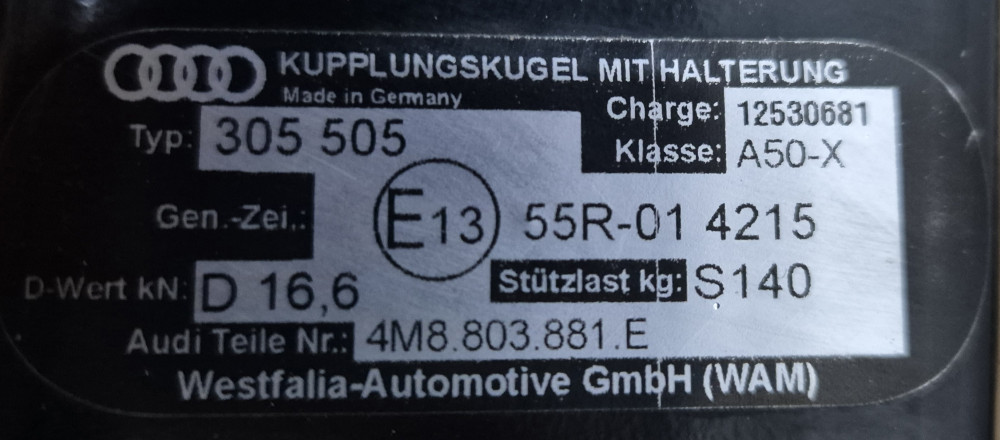 KUPPLUNGSKUGEL MIT HALTERUNG
Made in Germany
Charge: 12530681
Typ: 305 505
Klasse: A50-X
Gen.-Zei.: E13 55R-01 4215
D-Wert kN: D 16,6 Stützlast kg: S140
Audi Teile Nr.: 4M8.803.881.E
Westfalia-Automotive GmbH (WAM)